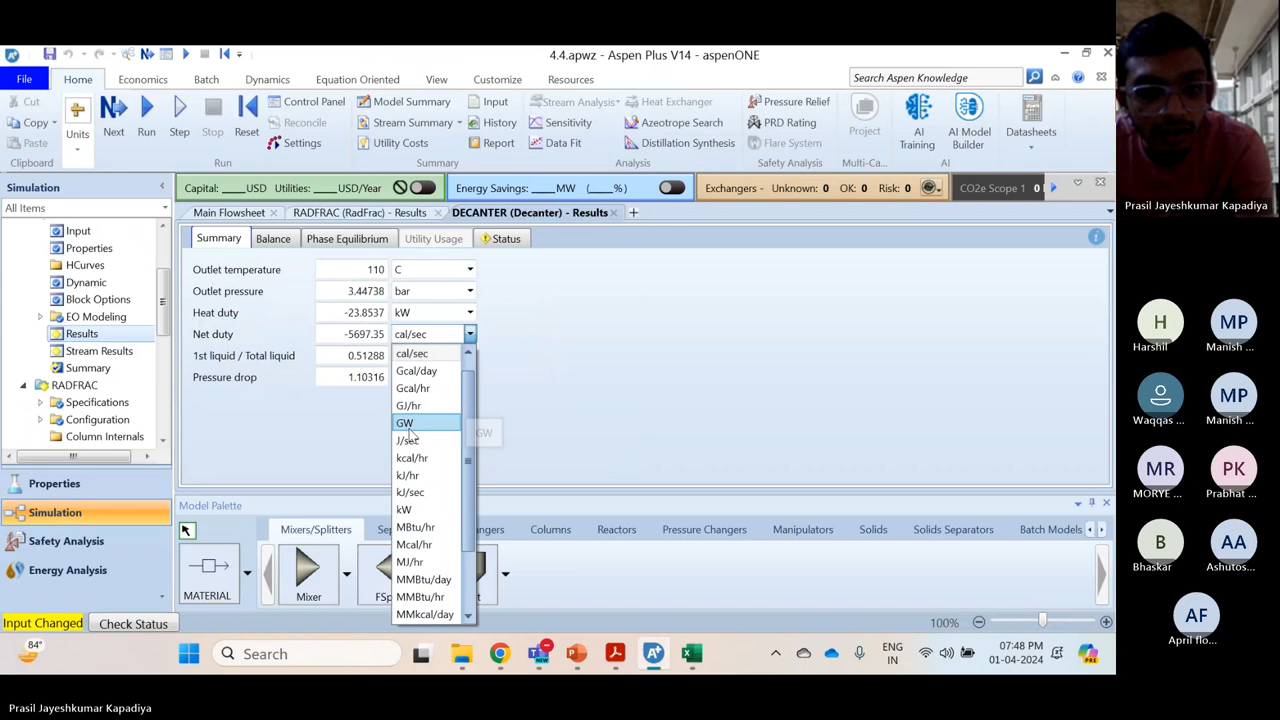 4.4.apwz - Aspen Plus V14 - aspenONE
File Home Economics Batch Dynamics Equation Oriented View Customize Resources Search Aspen Knowledge
Cut
Copy
Paste
Clipboard
Units
Next Run Step Stop Reset
Control Panel
Reconcile
Settings
Run
Model Summary Input
Stream Summary History
Utility Costs Report
Summary
Stream Analysis Heat Exchanger
Sensitivity Azeotrope Search
Data Fit Distillation Synthesis
Analysis
Pressure Relief
PRD Rating
Flare System
Safety Analysis
Project
Multi-Ca...
AI Training
AI Model Builder
AI
Datasheets
Simulation
Capital: ____USD Utilities: ____USD/Year Energy Savings: ____MW (____%) Exchangers - Unknown: 0 OK: 0 Risk: 0 CO2e Scope 1 0
All Items
Main Flowsheet RADFRAC (RadFrac) - Results DECANTER (Decanter) - Results
Input
Properties
HCurves
Dynamic
Block Options
EO Modeling
Results
Stream Results
Summary
RADFRAC
Specifications
Configuration
Column Internals
Properties
Simulation
Safety Analysis
Energy Analysis
Summary Balance Phase Equilibrium Utility Usage Status
Outlet temperature 110 C
Outlet pressure 3.44738 bar
Heat duty -23.8537 kW
Net duty -5697.35 cal/sec
1st liquid / Total liquid 0.51288
Pressure drop 1.10316
cal/sec
Gcal/day
Gcal/hr
GJ/hr
GW
GW
J/sec
kcal/hr
kJ/hr
kJ/sec
kW
MBtu/hr
Mcal/hr
MJ/hr
MMBtu/day
MMBtu/hr
MMkcal/day
Model Palette
Mixers/Splitters Columns Reactors Pressure Changers Manipulators Solids Solids Separators Batch Models
MATERIAL Mixer
Input Changed Check Status 100%
84°
Search
ENG
IN
07:48 PM
01-04-2024
Prasil Jayeshkumar Kapadiya
H
Harshil
MP
Manish ...
Waqqas ...
MP
Manish ...
MR
MORYE ...
PK
Prabhat ...
B
Bhaskar
AA
Ashutos...
AF
April flo...
Prasil Jayeshkumar Kapadiya